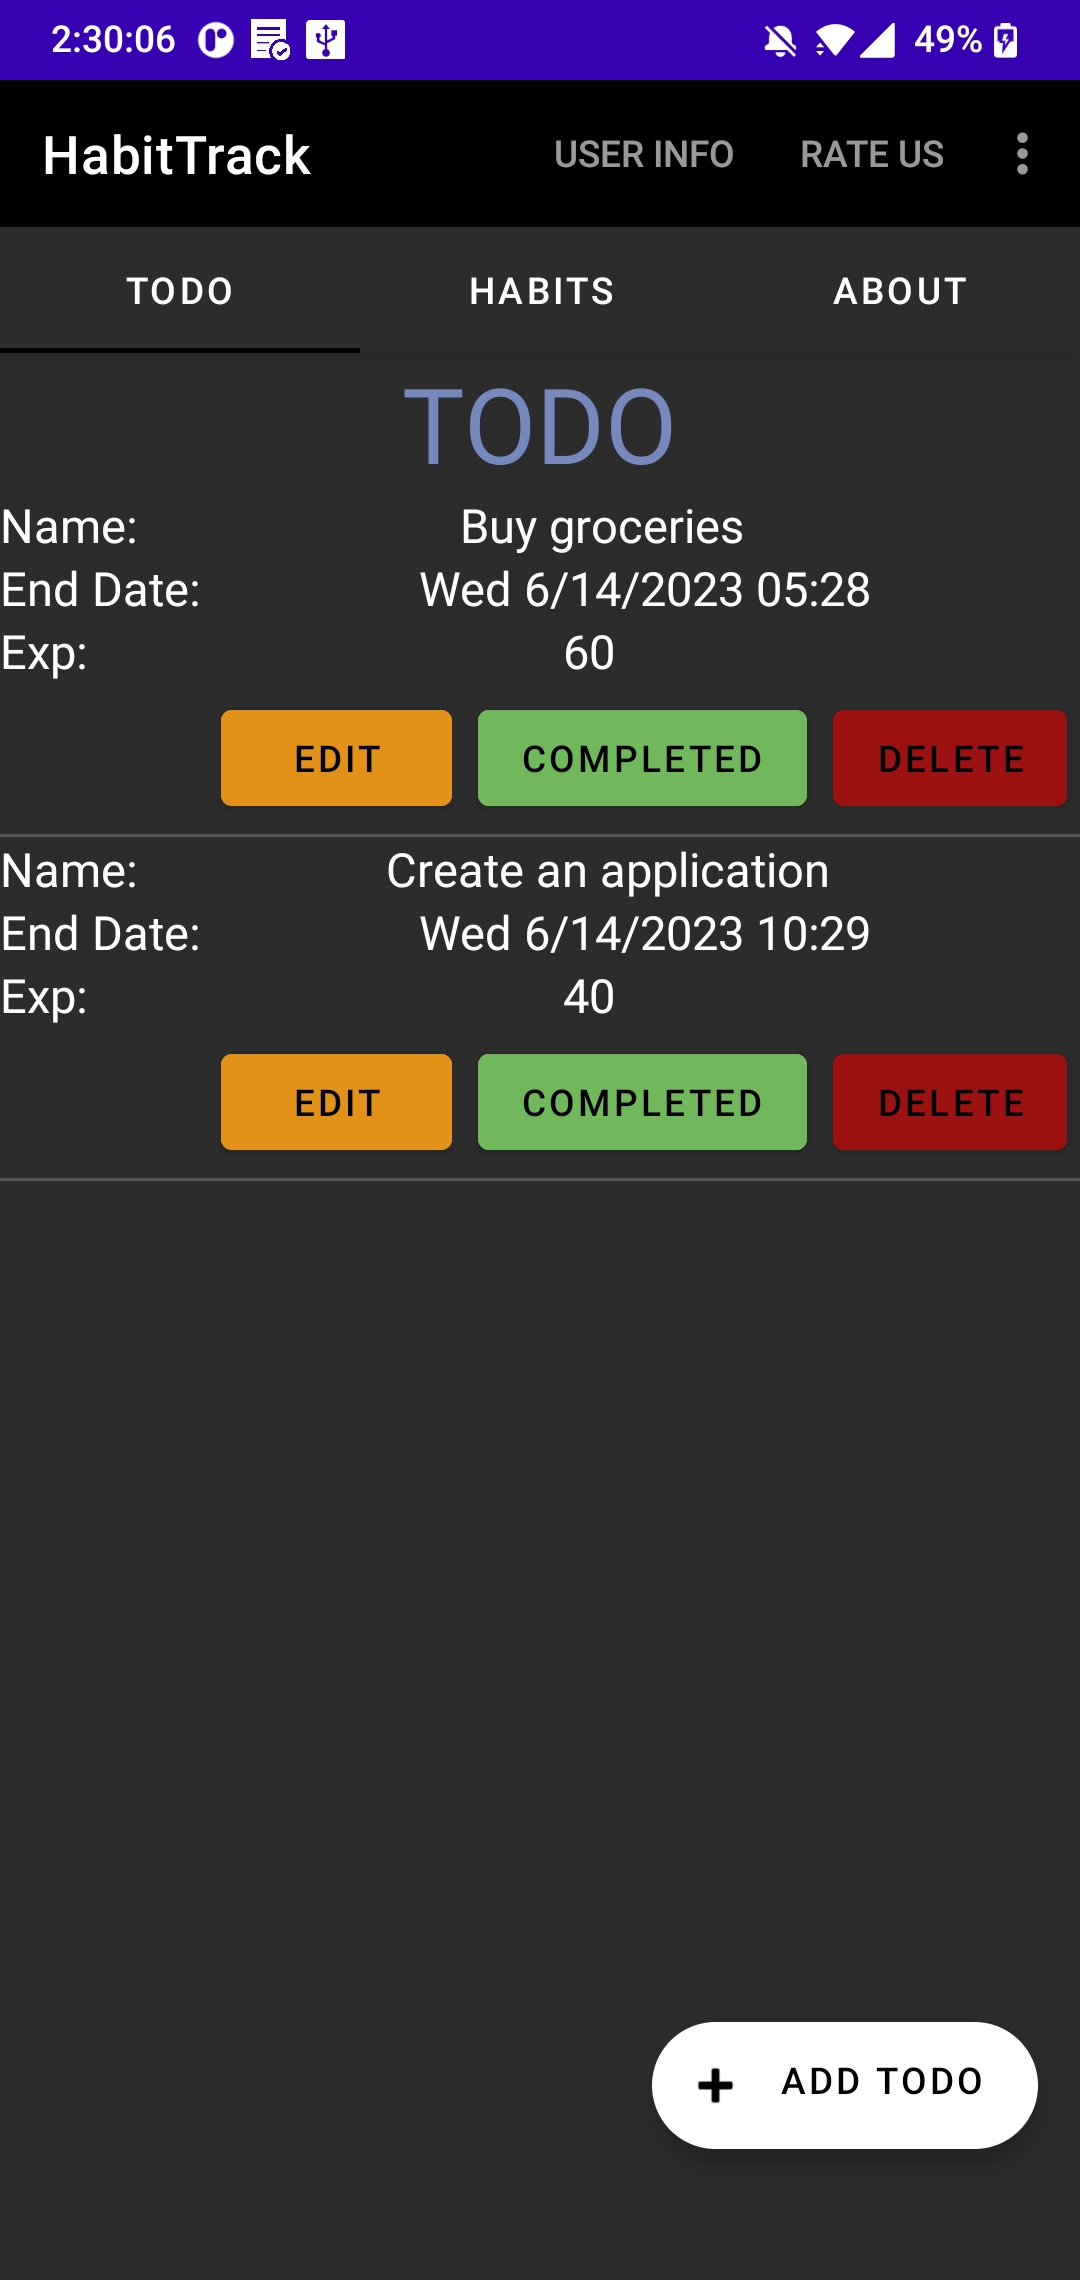 2:30:06 49%
HabitTrack USER INFO RATE US
TODO HABITS ABOUT
TODO
Name: Buy groceries
End Date: Wed 6/14/2023 05:28
Exp: 60
EDIT COMPLETED DELETE
Name: Create an application
End Date: Wed 6/14/2023 10:29
Exp: 40
EDIT COMPLETED DELETE
ADD TODO